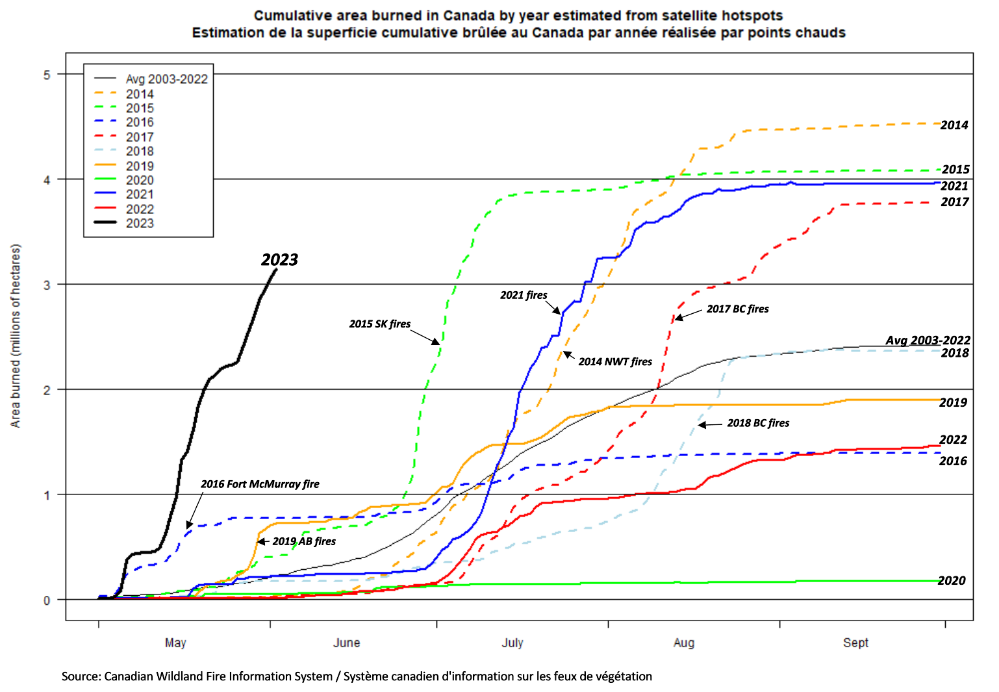 Cumulative area burned in Canada by year estimated from satellite hotspots
Estimation de la superficie cumulative brûlée au Canada par année réalisée par points chauds
Avg 2003-2022
2014
2015
2016
2017
2018
2019
2020
2021
2022
2023
Area burned (millions of hectares)
5
4
3
2
1
0
2023
2014
2015
2021
2017
Avg 2003-2022
2018
2019
2022
2016
2020
2021 fires
2015 SK fires
2017 BC fires
2014 NWT fires
2018 BC fires
2016 Fort McMurray fire
2019 AB fires
May
June
July
Aug
Sept
Source: Canadian Wildland Fire Information System / Système canadien d'information sur les feux de végétation